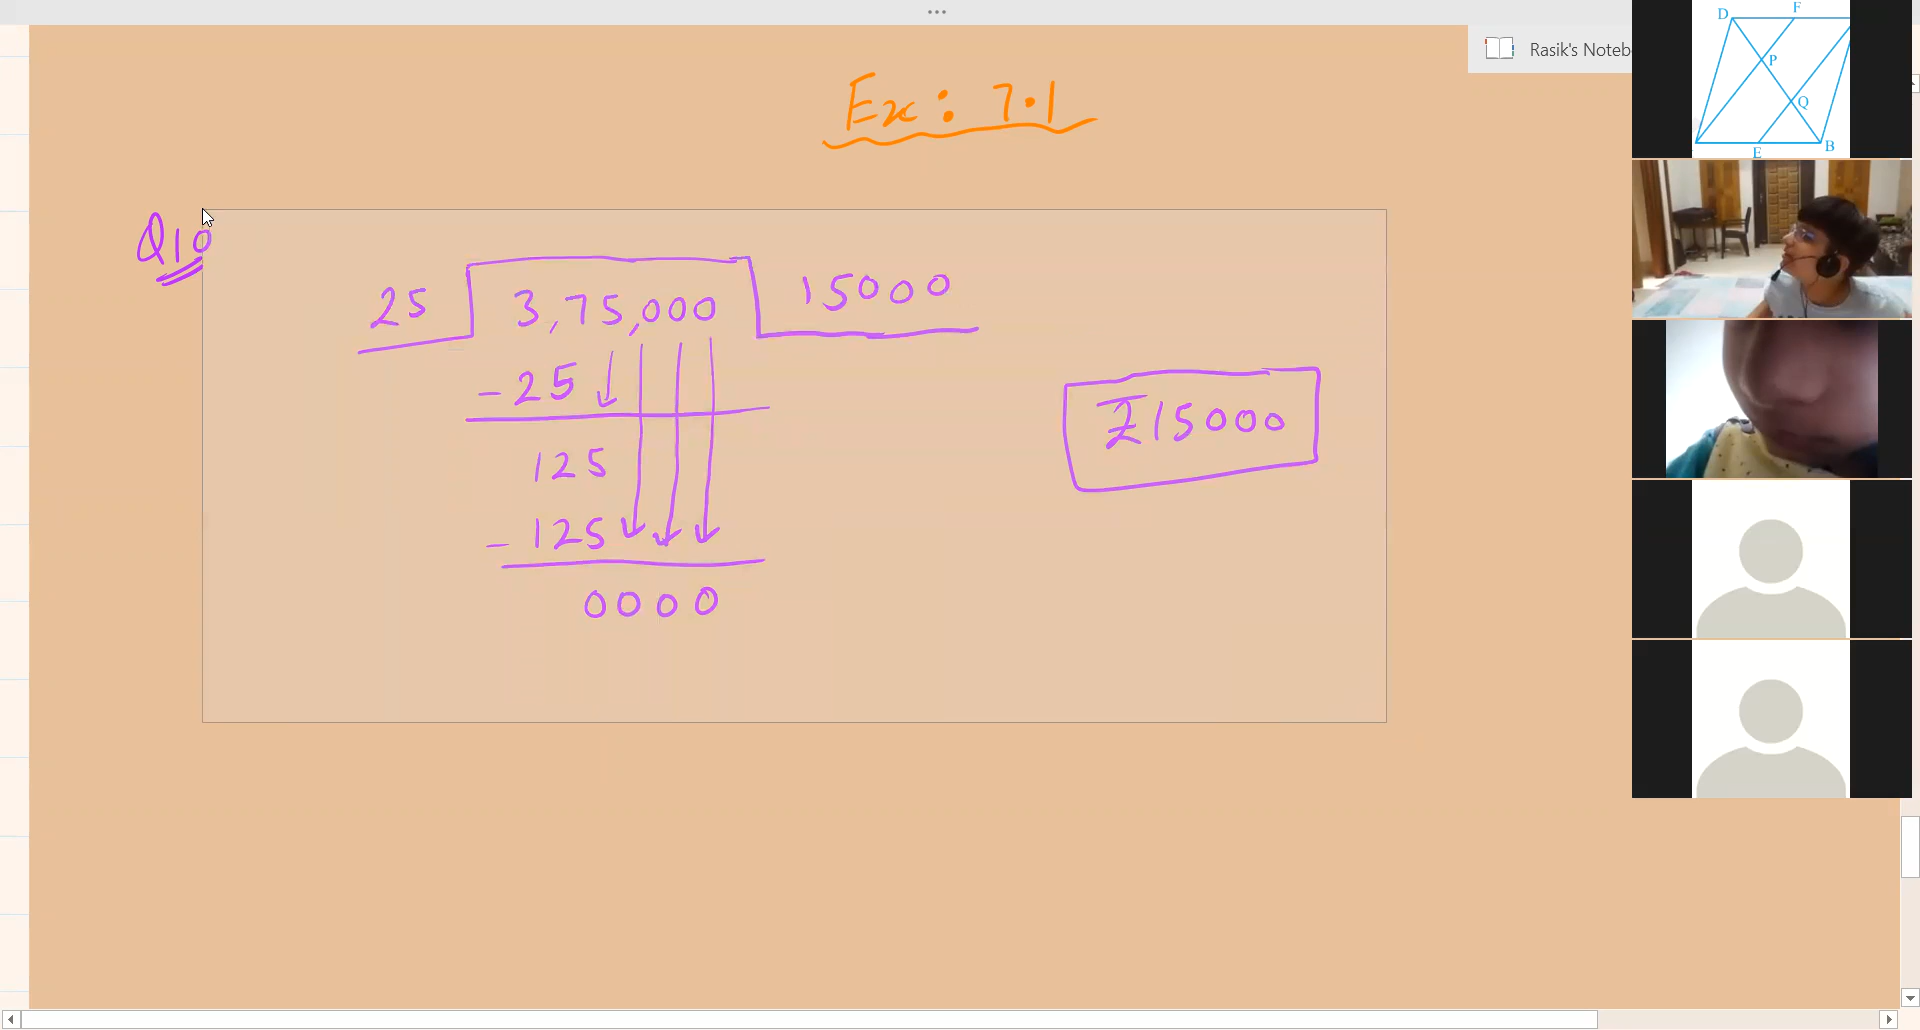 Rasik's Noteb
Ex: 7.1
Q10
25 3,75,000 15000
-25
125
-125
0000
₹15000
D F
P
Q
E B